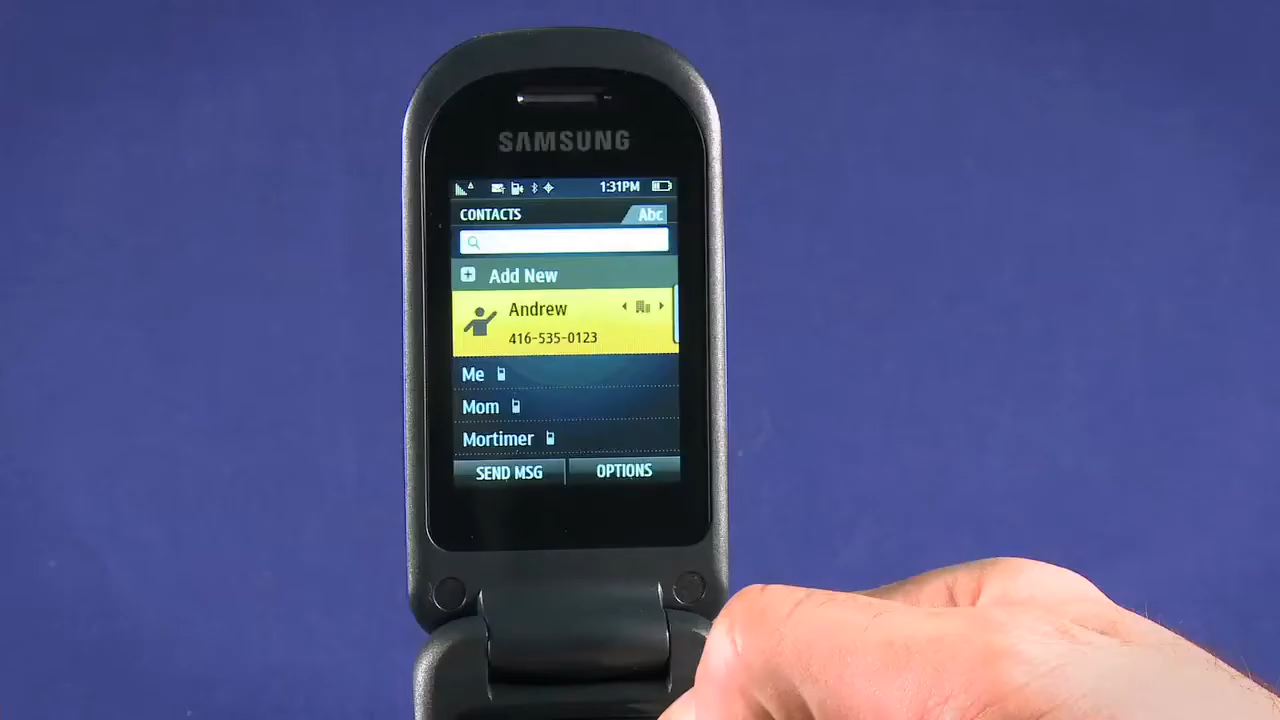 SAMSUNG
1:31PM
CONTACTS
Abc
Add New
Andrew
416-535-0123
Me
Mom
Mortimer
SEND MSG
OPTIONS